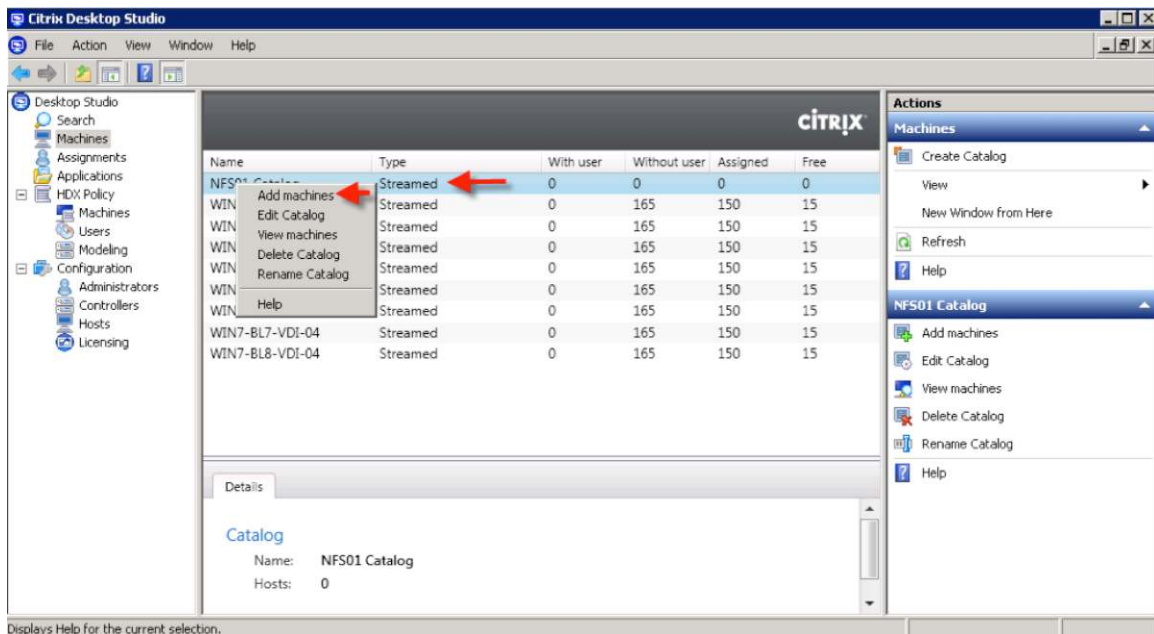 Citrix Desktop Studio
File Action View Window Help
Desktop Studio
Search
Machines
Assignments
Applications
HDX Policy
Machines
Users
Modeling
Configuration
Administrators
Controllers
Hosts
Licensing
CITRIX
Name Type With user Without user Assigned Free
NFS01 Catalog Streamed 0 0 0 0
WIN Streamed 0 165 150 15
WIN Streamed 0 165 150 15
WIN Streamed 0 165 150 15
WIN Streamed 0 165 150 15
WIN Streamed 0 165 150 15
WIN Streamed 0 165 150 15
WIN7-BL7-VDI-04 Streamed 0 165 150 15
WIN7-BL8-VDI-04 Streamed 0 165 150 15
Add machines
Edit Catalog
View machines
Delete Catalog
Rename Catalog
Help
Details
Catalog
Name: NFS01 Catalog
Hosts: 0
Actions
Machines
Create Catalog
View
New Window from Here
Refresh
Help
NFS01 Catalog
Add machines
Edit Catalog
View machines
Delete Catalog
Rename Catalog
Help
Displays Help for the current selection.